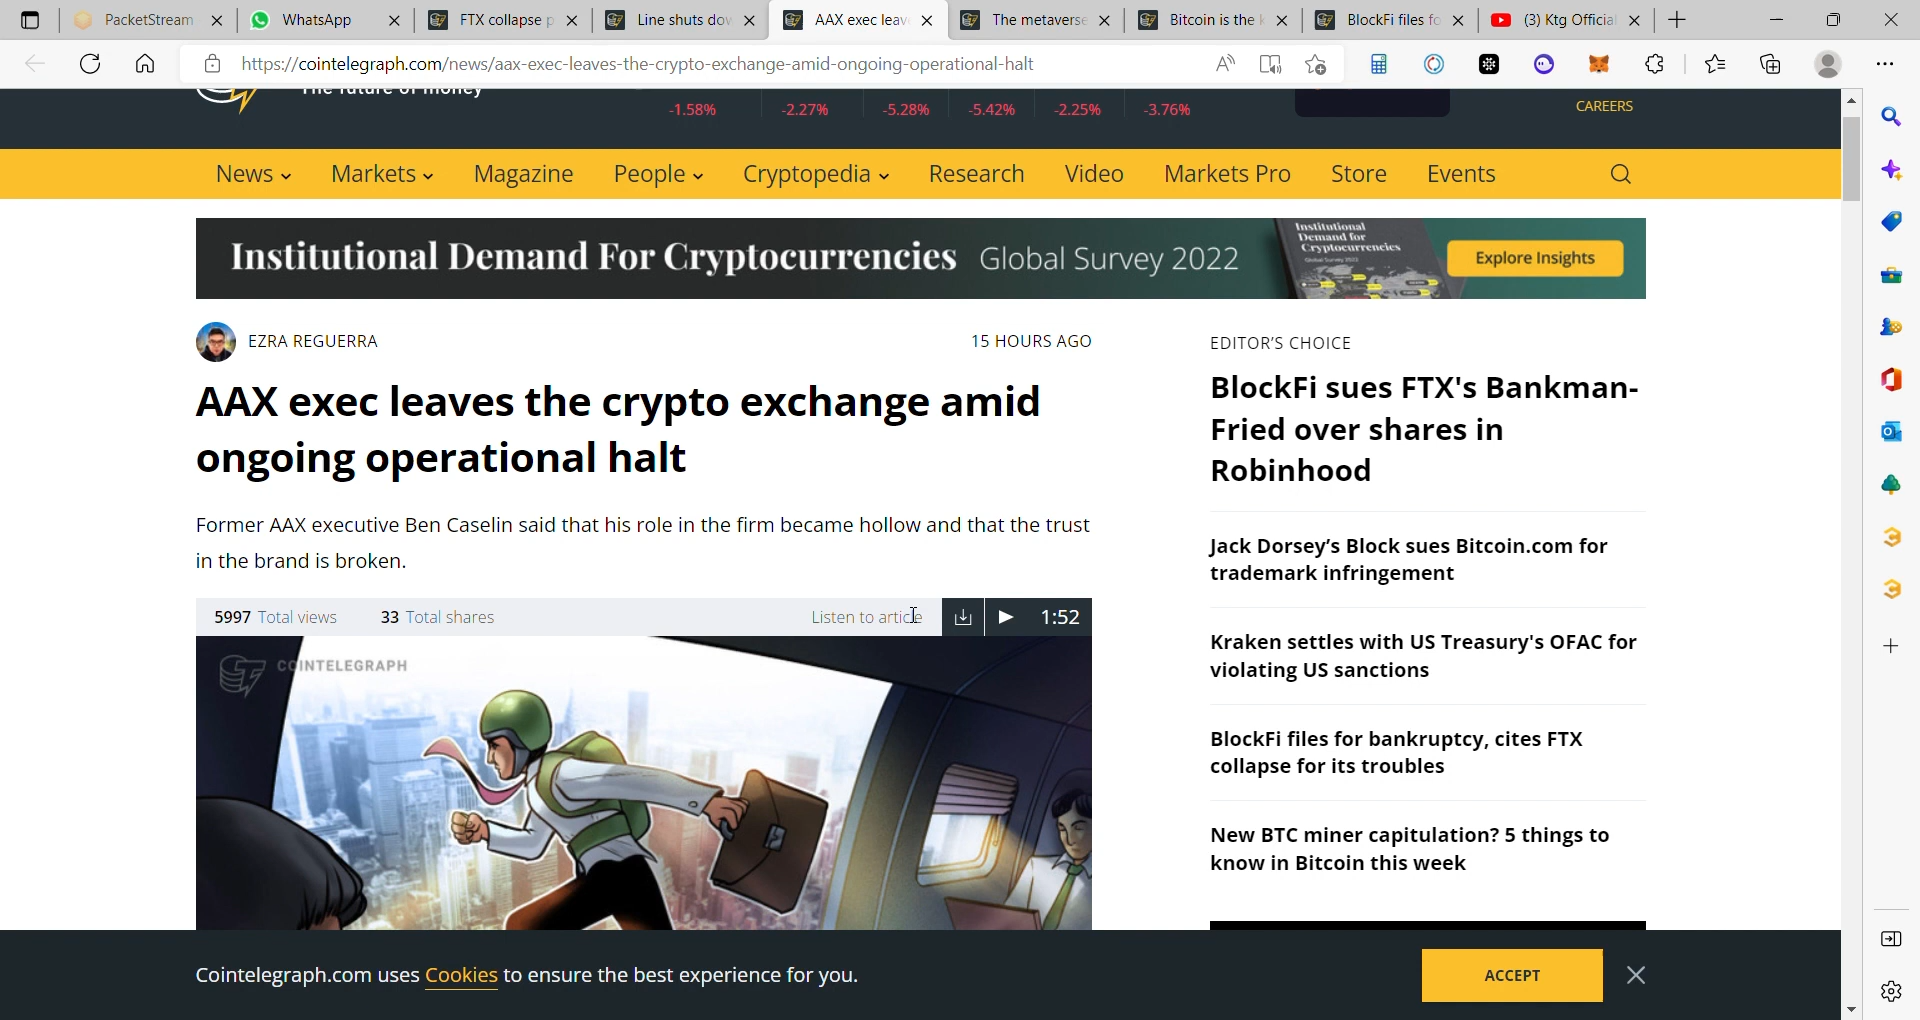 PacketStream
WhatsApp
FTX collapse p
Line shuts dov
AAX exec leav
The metaverse
Bitcoin is the k
BlockFi files fo
(3) Ktg Official
https://cointelegraph.com/news/aax-exec-leaves-the-crypto-exchange-amid-ongoing-operational-halt
The future of money
-1.58% -2.27% -5.28% -5.42% -2.25% -3.76%
CAREERS
News Markets Magazine People Cryptopedia Research Video Markets Pro Store Events
Institutional Demand For Cryptocurrencies Global Survey 2022
Institutional
Demand for
Cryptocurrencies
Global Survey 2022
Explore Insights
EZRA REGUERRA
15 HOURS AGO
AAX exec leaves the crypto exchange amid
ongoing operational halt
Former AAX executive Ben Caselin said that his role in the firm became hollow and that the trust
in the brand is broken.
5997 Total views 33 Total shares Listen to article 1:52
COINTELEGRAPH
EDITOR'S CHOICE
BlockFi sues FTX's Bankman-
Fried over shares in
Robinhood
Jack Dorsey’s Block sues Bitcoin.com for
trademark infringement
Kraken settles with US Treasury's OFAC for
violating US sanctions
BlockFi files for bankruptcy, cites FTX
collapse for its troubles
New BTC miner capitulation? 5 things to
know in Bitcoin this week
Cointelegraph.com uses Cookies to ensure the best experience for you.
ACCEPT